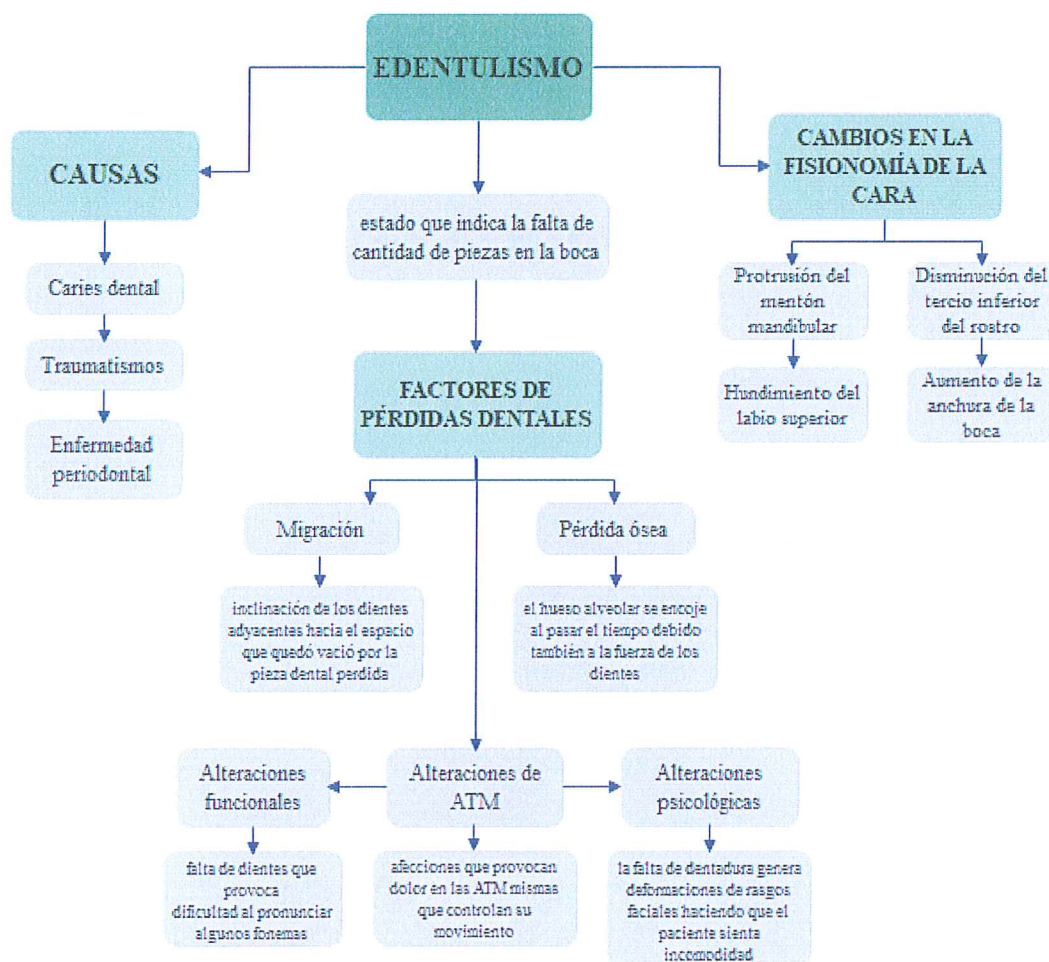 EDENTULISMO
CAUSAS
Caries dental
Traumatismos
Enfermedad
periodontal
estado que indica la falta de
cantidad de piezas en la boca
CAMBIOS EN LA
FISIONOMÍA DE LA
CARA
Protrusión del
mentón
mandibular
Hundimiento del
labio superior
Disminución del
tercio inferior
del rostro
Aumento de la
anchura de la
boca
FACTORES DE
PÉRDIDAS DENTALES
Migración
inclinación de los dientes
adyacentes hacia el espacio
que quedó vació por la
pieza dental perdida
Pérdida ósea
el hueso alveolar se encoje
al pasar el tiempo debido
también a la fuerza de los
dientes
Alteraciones
funcionales
falta de dientes que
provoca
dificultad al pronunciar
algunos fonemas
Alteraciones de
ATM
afecciones que provocan
dolor en las ATM mismas
que controlan su
movimiento
Alteraciones
psicológicas
la falta de dentadura genera
deformaciones de rasgos
faciales haciendo que el
paciente sienta
incomodidad